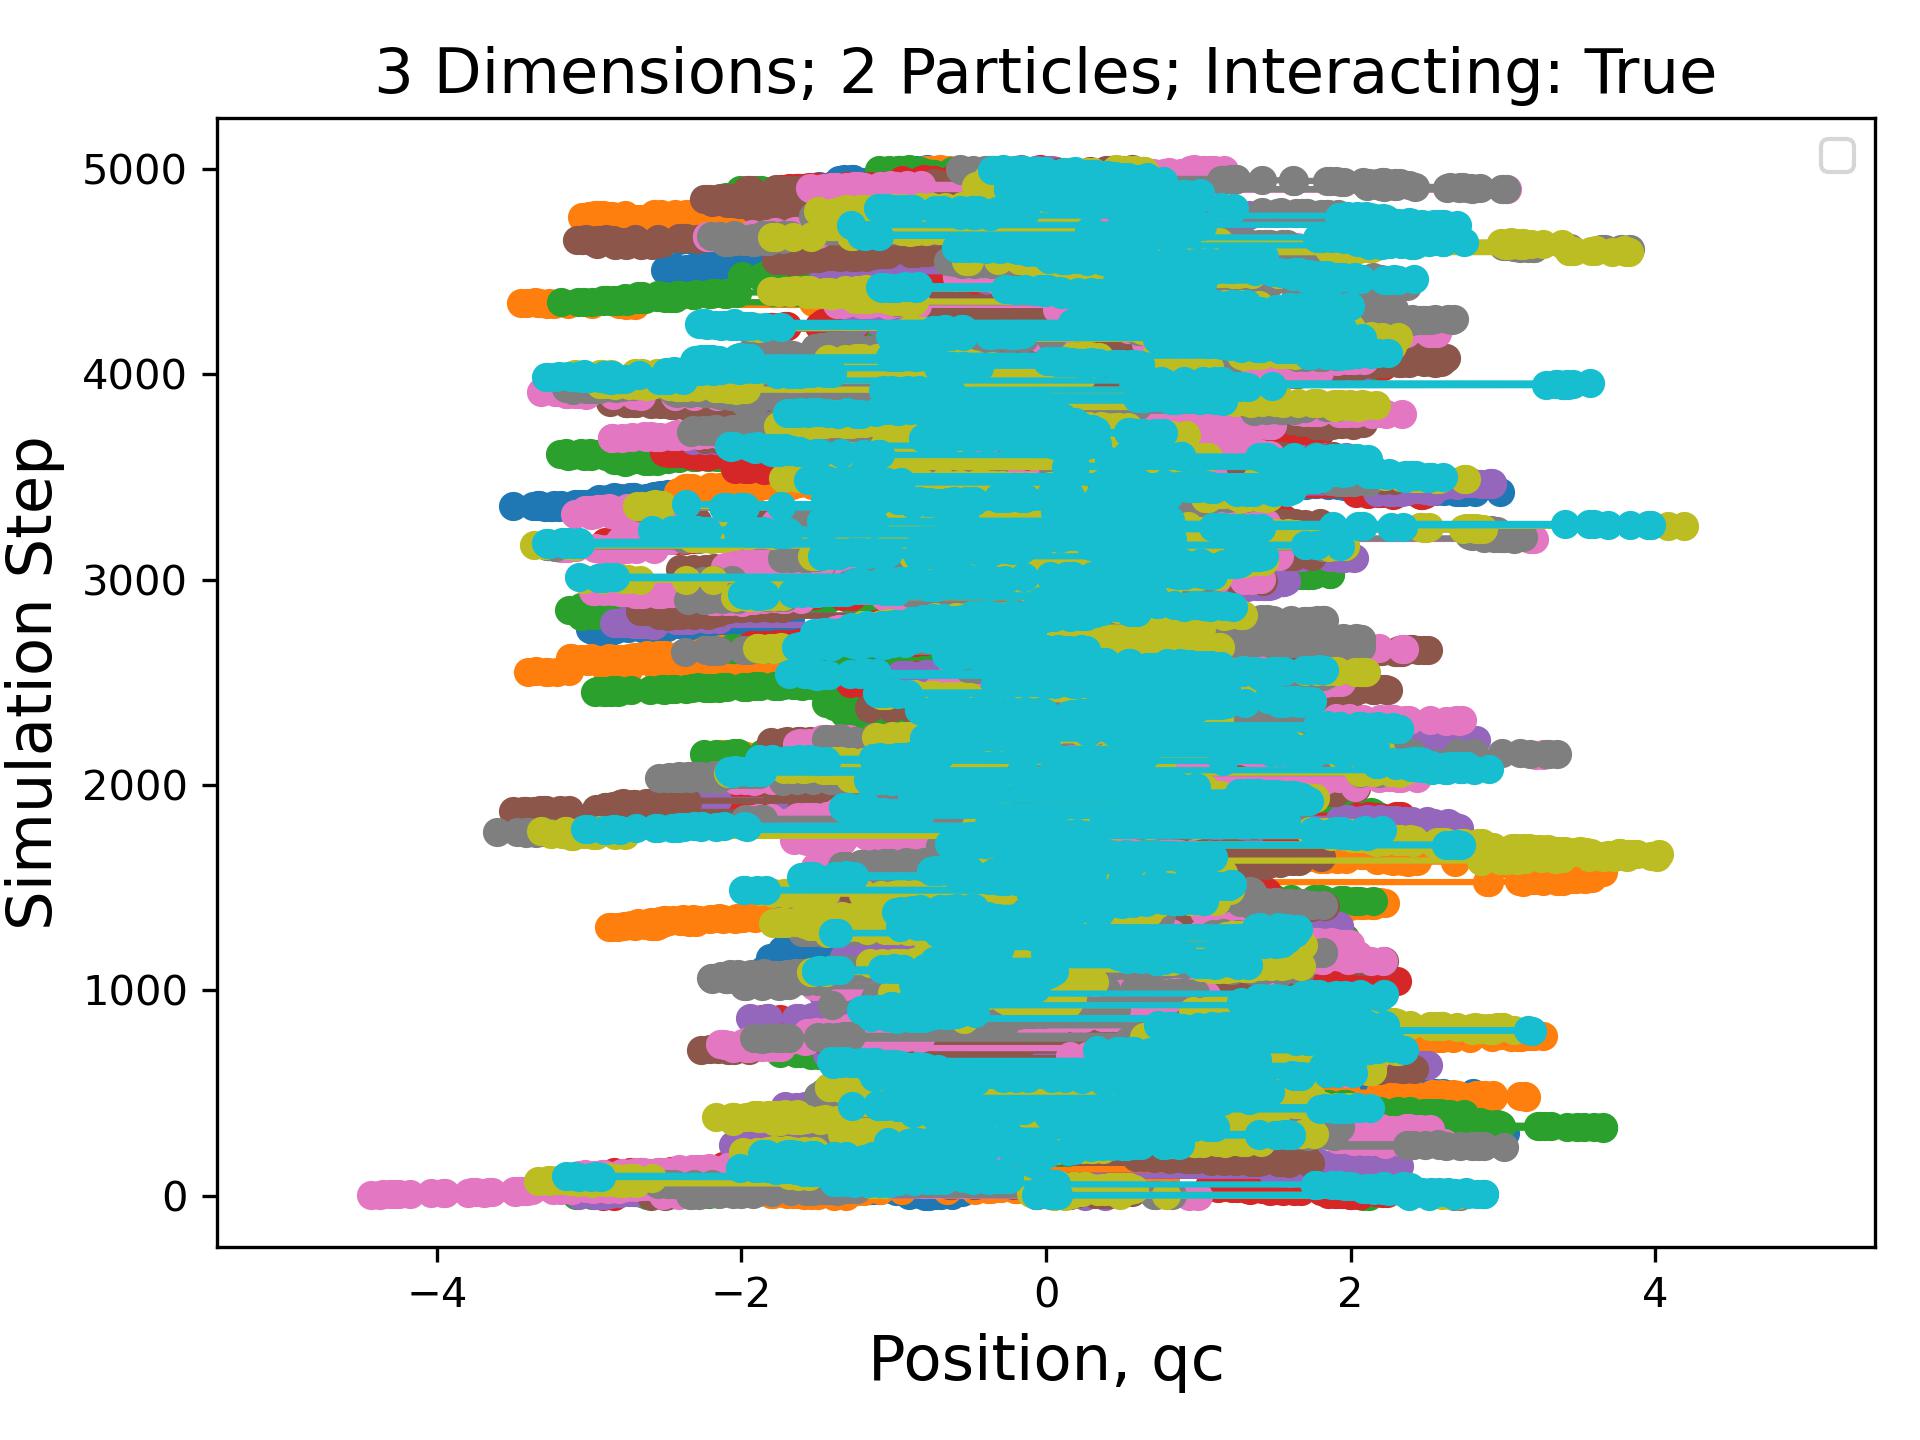 3 Dimensions; 2 Particles; Interacting: True
Simulation Step
5000
4000
3000
2000
1000
0
−4 −2 0 2 4
Position, qc